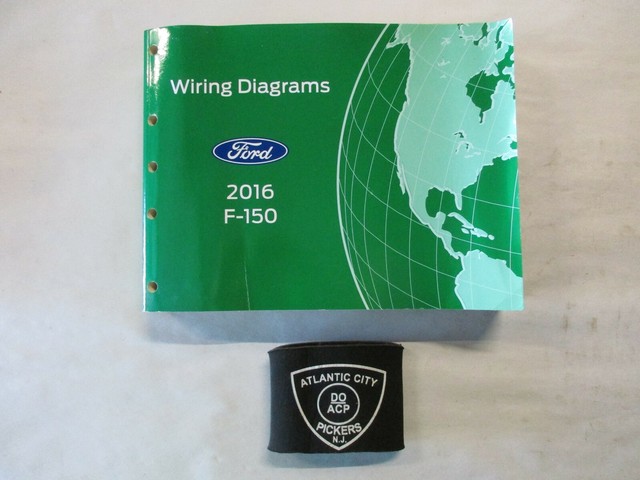 Wiring Diagrams
Ford
2016
F-150
ATLANTIC CITY
DO
ACP
PICKERS
N.J.